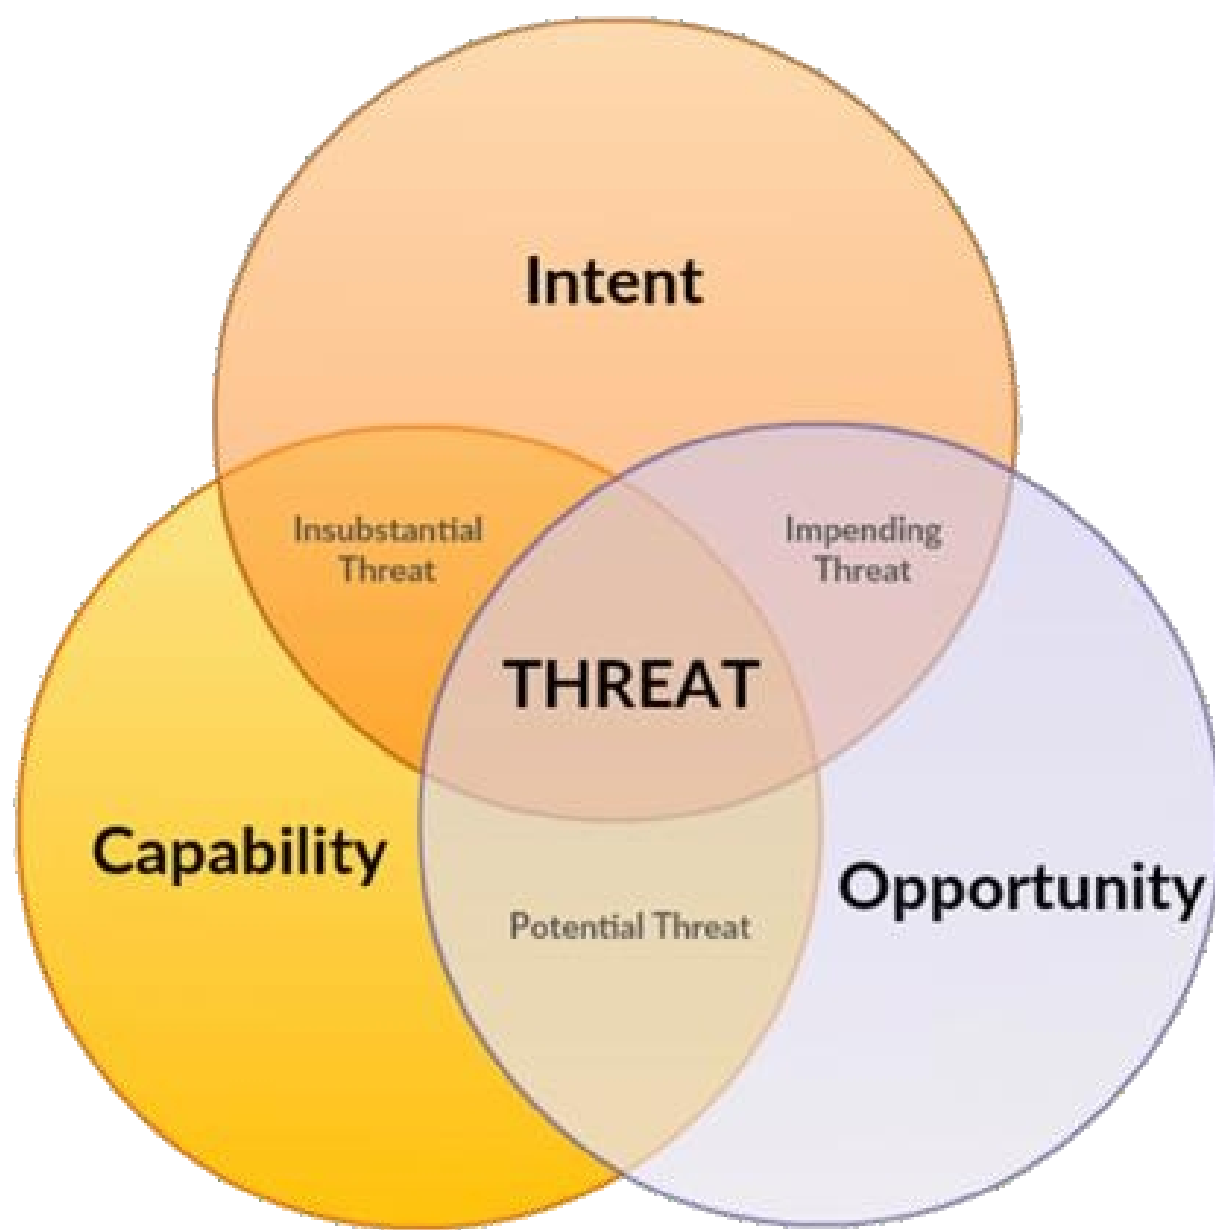 Intent
Insubstantial
Threat
Impending
Threat
THREAT
Capability
Opportunity
Potential Threat